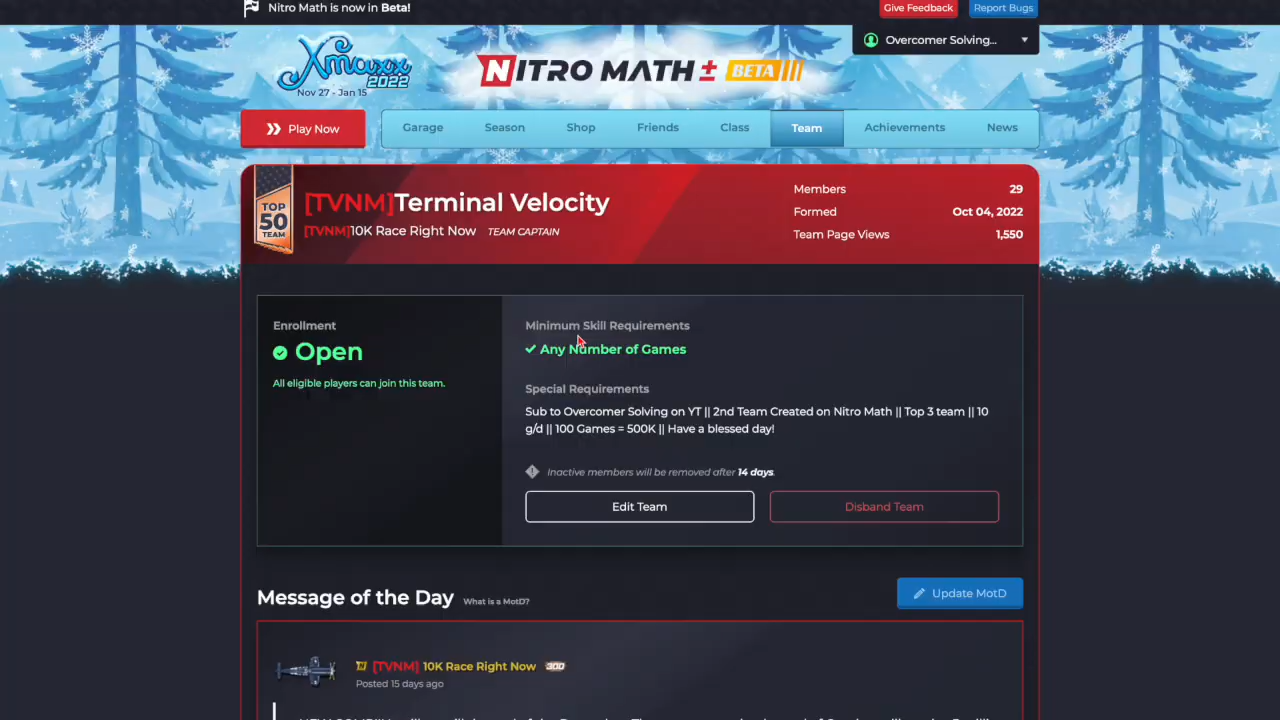 Nitro Math is now in Beta!
Give Feedback
Report Bugs
Overcomer Solving...
Xmaxx
2022
Nov 27 - Jan 15
NITRO MATH ± BETA
Play Now
Garage
Season
Shop
Friends
Class
Team
Achievements
News
TOP
50
TEAM
[TVNM]Terminal Velocity
[TVNM]10K Race Right Now TEAM CAPTAIN
Members 29
Formed Oct 04, 2022
Team Page Views 1,550
Enrollment
Open
All eligible players can join this team.
Minimum Skill Requirements
Any Number of Games
Special Requirements
Sub to Overcomer Solving on YT || 2nd Team Created on Nitro Math || Top 3 team || 10
g/d || 100 Games = 500K || Have a blessed day!
Inactive members will be removed after 14 days.
Edit Team
Disband Team
Message of the Day What is a MotD?
Update MotD
[TVNM] 10K Race Right Now 300
Posted 15 days ago